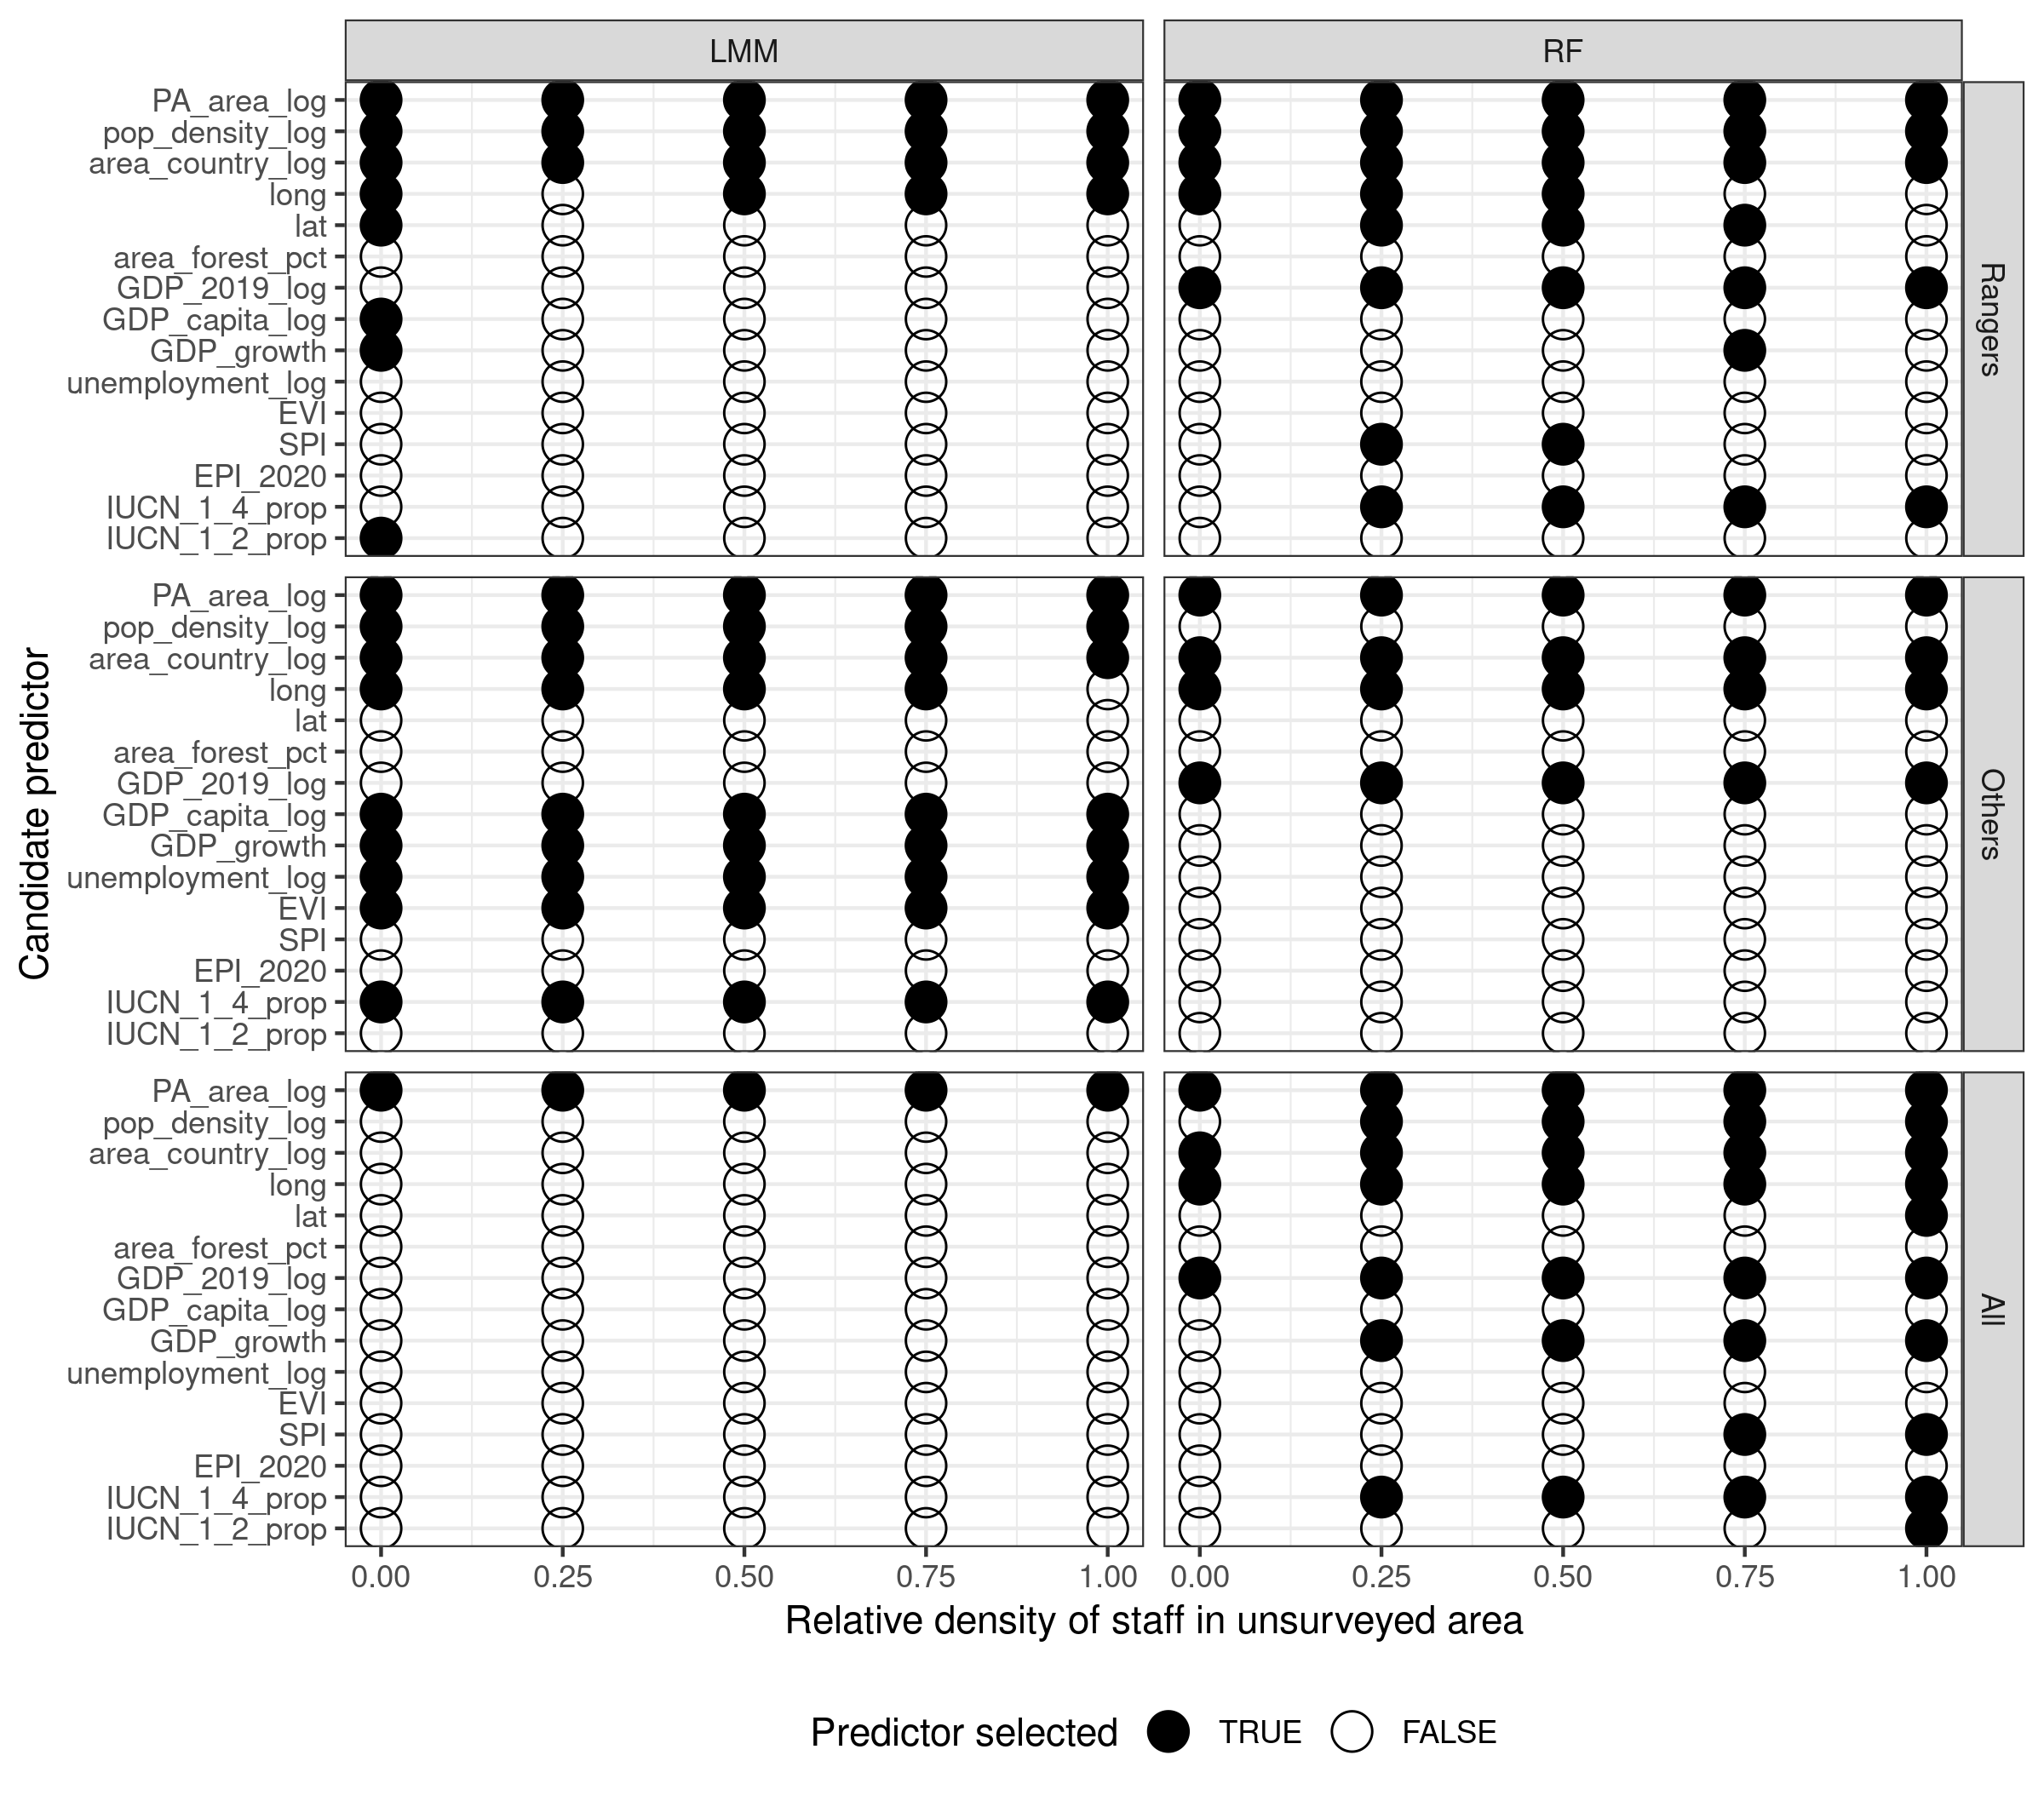 LMM
RF
PA_area_log
pop_density_log
area_country_log
long
lat
area_forest_pct
GDP_2019_log
GDP_capita_log
GDP_growth
unemployment_log
EVI
SPI
EPI_2020
IUCN_1_4_prop
IUCN_1_2_prop
Rangers
PA_area_log
pop_density_log
area_country_log
long
lat
area_forest_pct
GDP_2019_log
GDP_capita_log
GDP_growth
unemployment_log
EVI
SPI
EPI_2020
IUCN_1_4_prop
IUCN_1_2_prop
Others
PA_area_log
pop_density_log
area_country_log
long
lat
area_forest_pct
GDP_2019_log
GDP_capita_log
GDP_growth
unemployment_log
EVI
SPI
EPI_2020
IUCN_1_4_prop
IUCN_1_2_prop
All
Candidate predictor
0.00 0.25 0.50 0.75 1.00
0.00 0.25 0.50 0.75 1.00
Relative density of staff in unsurveyed area
Predictor selected TRUE FALSE